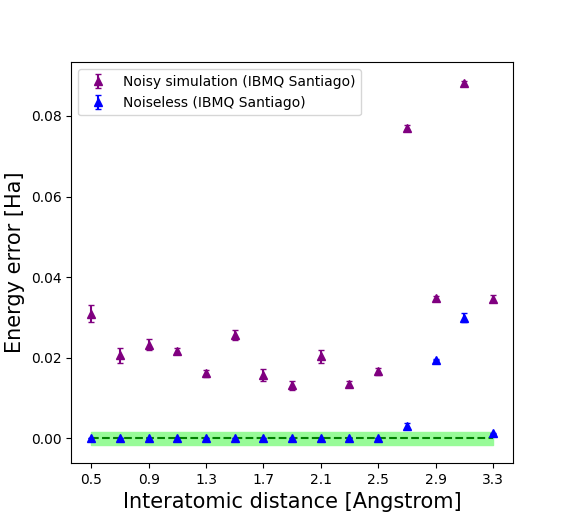 Noisy simulation (IBMQ Santiago)
Noiseless (IBMQ Santiago)
Energy error [Ha]
0.08
0.06
0.04
0.02
0.00
0.5 0.9 1.3 1.7 2.1 2.5 2.9 3.3
Interatomic distance [Angstrom]